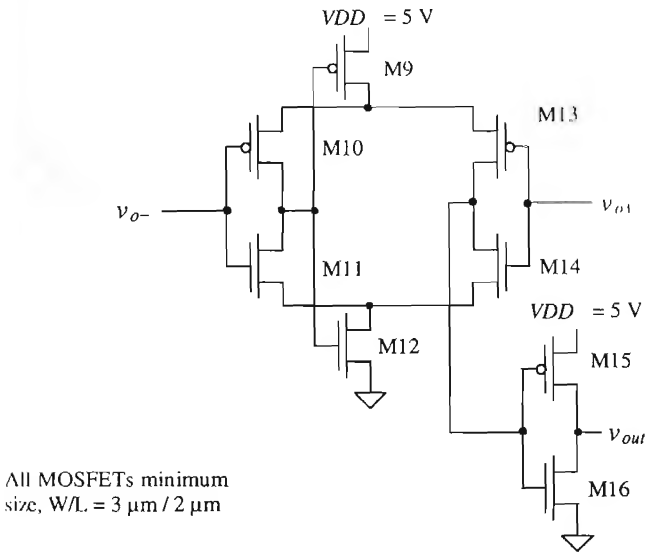 VDD = 5 V
M9
M13
M10
v_o-
v_o+
M11
M14
VDD = 5 V
M12
M15
v_out
M16
All MOSFETs minimum
size, W/L = 3 μm / 2 μm